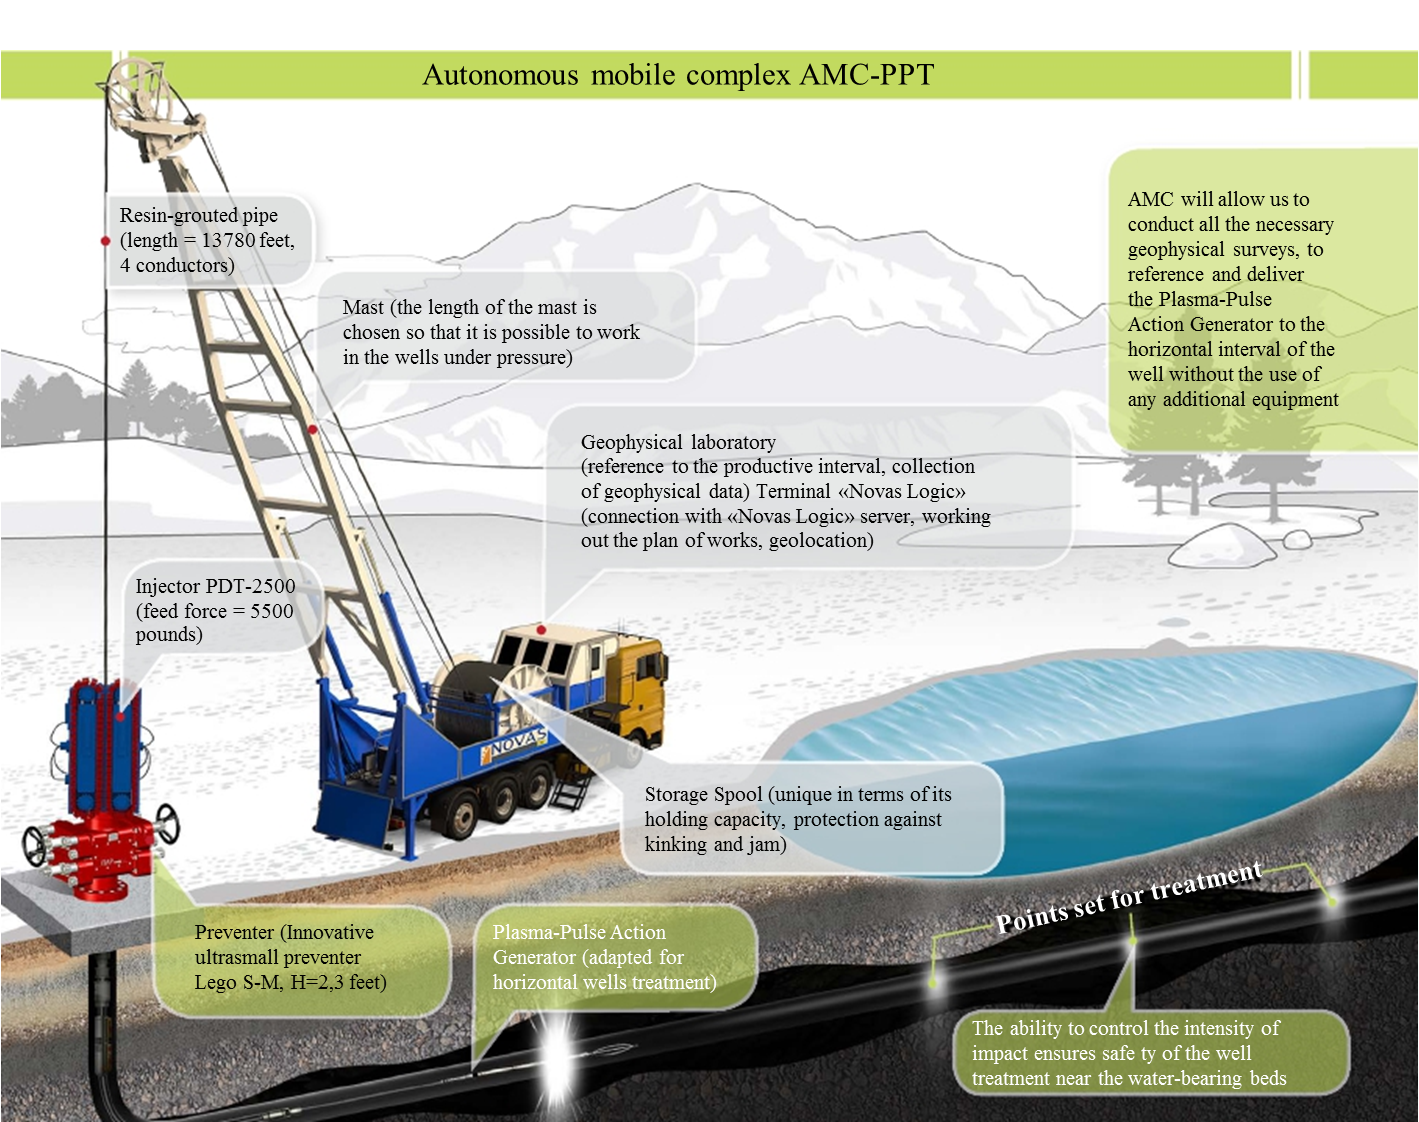 Autonomous mobile complex AMC-PPT
Resin-grouted pipe
(length = 13780 feet,
4 conductors)
Mast (the length of the mast is
chosen so that it is possible to work
in the wells under pressure)
AMC will allow us to
conduct all the necessary
geophysical surveys, to
reference and deliver
the Plasma-Pulse
Action Generator to the
horizontal interval of the
well without the use of
any additional equipment
Geophysical laboratory
(reference to the productive interval, collection
of geophysical data) Terminal «Novas Logic»
(connection with «Novas Logic» server, working
out the plan of works, geolocation)
Injector PDT-2500
(feed force = 5500
pounds)
NOVAS
Storage Spool (unique in terms of its
holding capacity, protection against
kinking and jam)
Points set for treatment
Preventer (Innovative
ultrasmall preventer
Lego S-M, H=2,3 feet)
Plasma-Pulse Action
Generator (adapted for
horizontal wells treatment)
The ability to control the intensity of
impact ensures safe ty of the well
treatment near the water-bearing beds